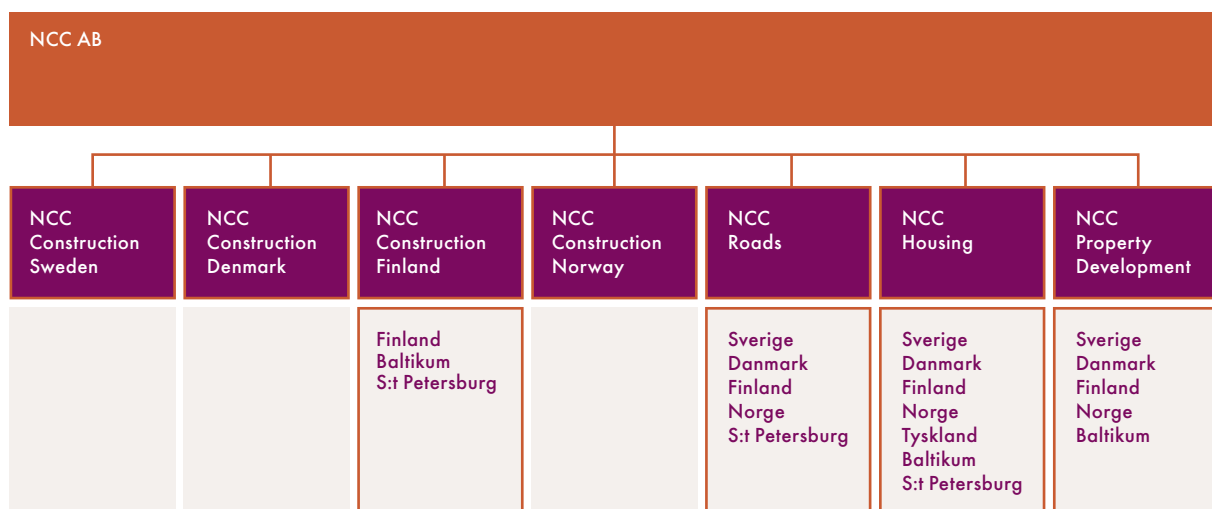 NCC AB
NCC
Construction
Sweden
NCC
Construction
Denmark
NCC
Construction
Finland
NCC
Construction
Norway
NCC
Roads
NCC
Housing
NCC
Property
Development
Finland
Baltikum
S:t Petersburg
Sverige
Danmark
Finland
Norge
S:t Petersburg
Sverige
Danmark
Finland
Norge
Tyskland
Baltikum
S:t Petersburg
Sverige
Danmark
Finland
Norge
Baltikum